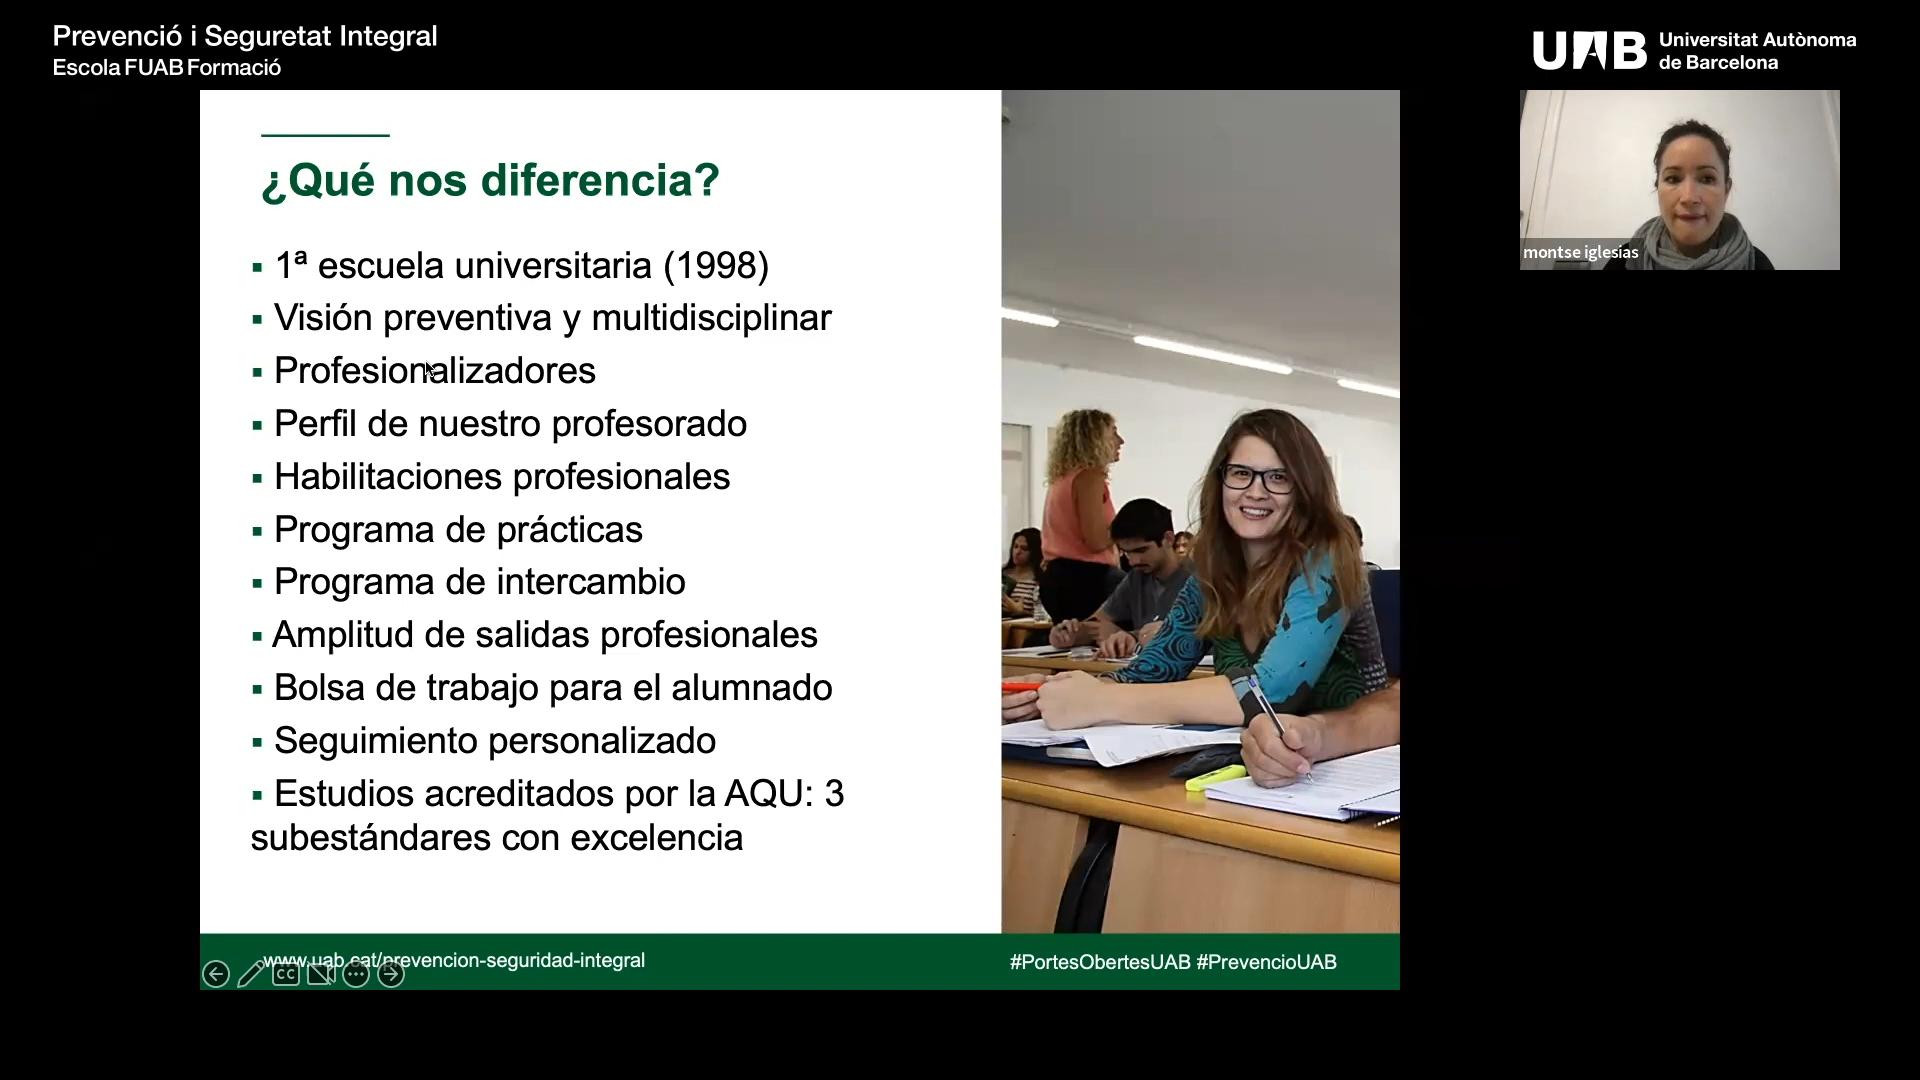 Prevenció i Seguretat Integral
Escola FUAB Formació
UAB
Universitat Autònoma
de Barcelona
montse iglesias
¿Qué nos diferencia?
▪ 1ª escuela universitaria (1998)
▪ Visión preventiva y multidisciplinar
▪ Profesionalizadores
▪ Perfil de nuestro profesorado
▪ Habilitaciones profesionales
▪ Programa de prácticas
▪ Programa de intercambio
▪ Amplitud de salidas profesionales
▪ Bolsa de trabajo para el alumnado
▪ Seguimiento personalizado
▪ Estudios acreditados por la AQU: 3
subestándares con excelencia
www.uab.cat/prevencion-seguridad-integral
#PortesObertesUAB #PrevencioUAB
CC